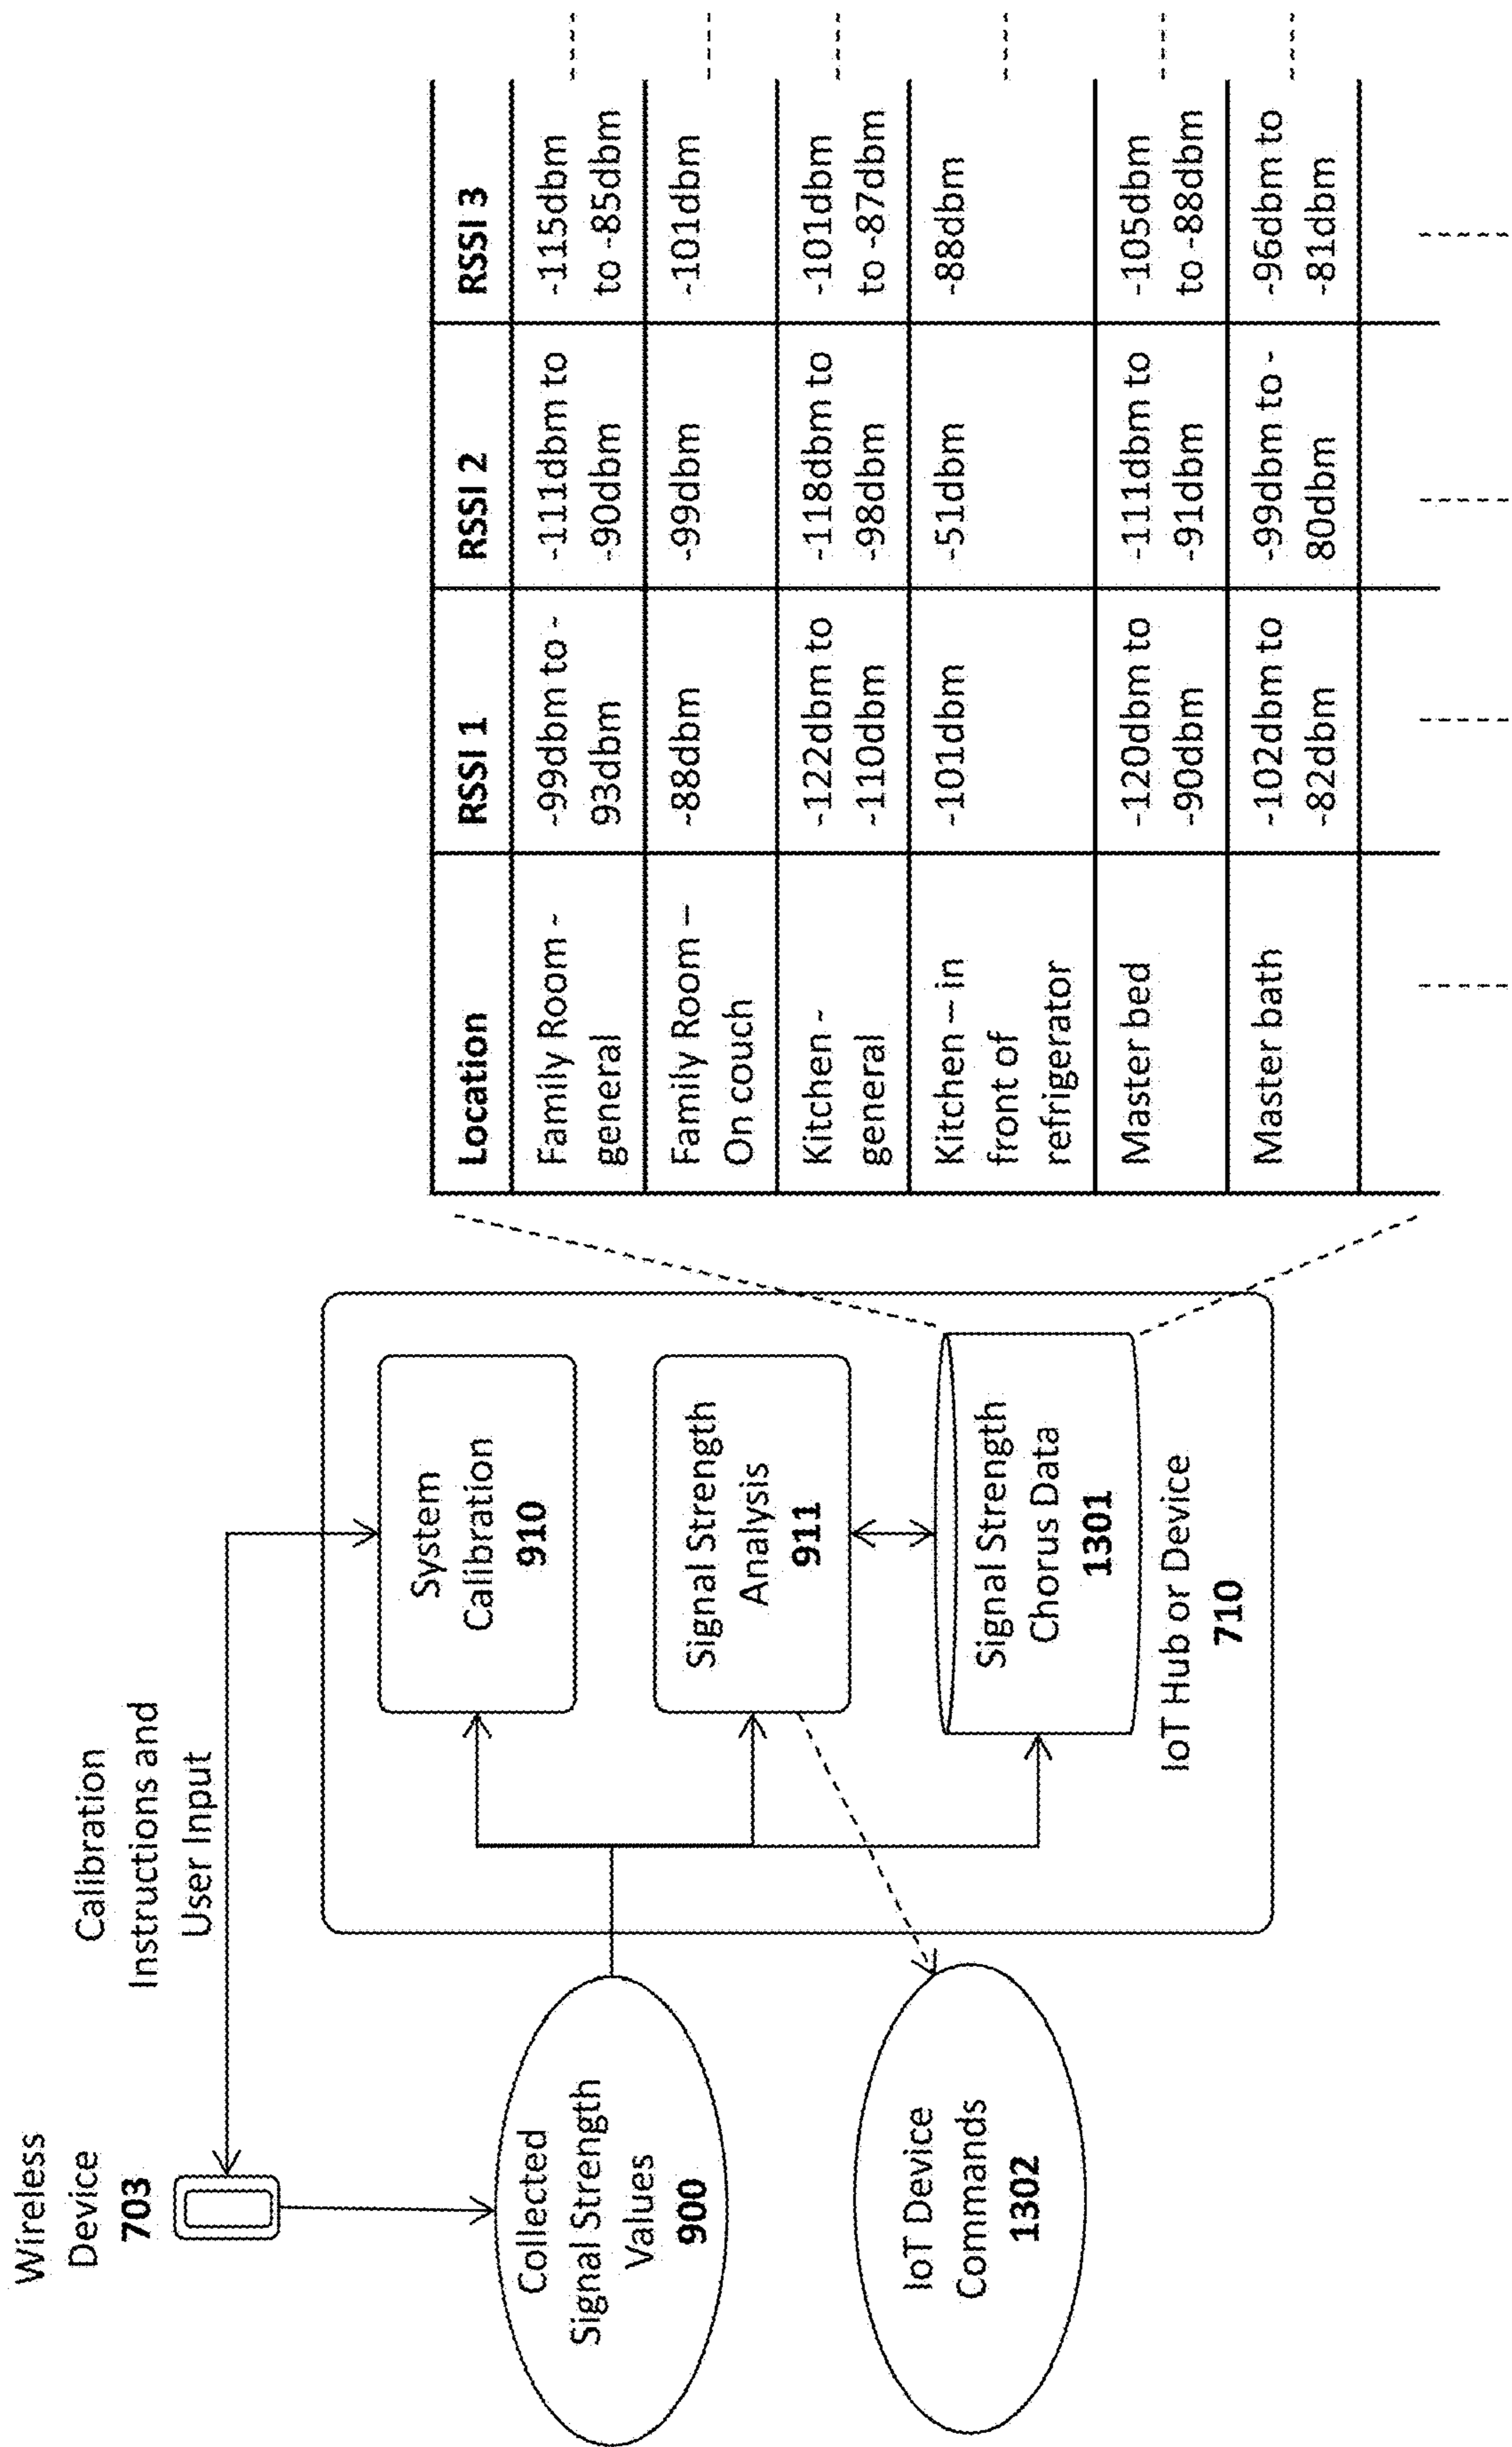 Wireless
Device
703
Calibration
Instructions and
User Input
Collected
Signal Strength
Values
900
IoT Device
Commands
1302
System
Calibration
910
Signal Strength
Analysis
911
Signal Strength
Chorus Data
1301
IoT Hub or Device
710
Location
RSSI 1
RSSI 2
RSSI 3
Family Room -
general
-99dbm to -
93dbm
-111dbm to
-90dbm
-115dbm
to -85dbm
Family Room –
On couch
-88dbm
-99dbm
-101dbm
Kitchen -
general
-122dbm to
-110dbm
-118dbm to
-98dbm
-101dbm
to -87dbm
Kitchen – in
front of
refrigerator
-101dbm
-51dbm
-88dbm
Master bed
-120dbm to
-90dbm
-111dbm to
-91dbm
-105dbm
to -88dbm
Master bath
-102dbm to
-82dbm
-99dbm to -
80dbm
-96dbm to
-81dbm